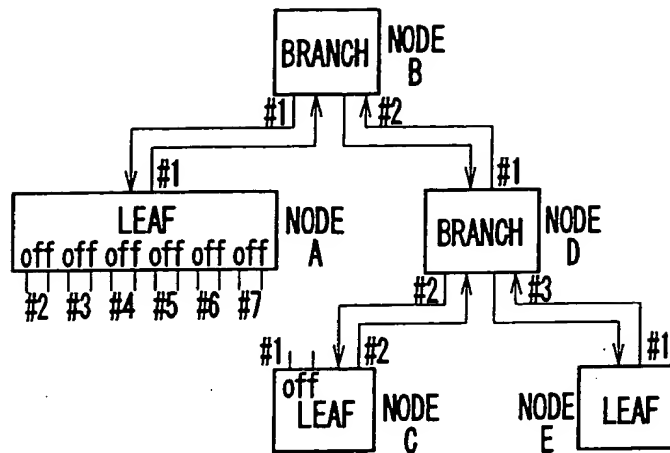 BRANCH
NODE
B
#1
#2
#1
#1
LEAF
NODE
A
off off off off off off
#2 #3 #4 #5 #6 #7
BRANCH
NODE
D
#2
#3
#1
#2
#1
off
LEAF
NODE
C
NODE
E
LEAF